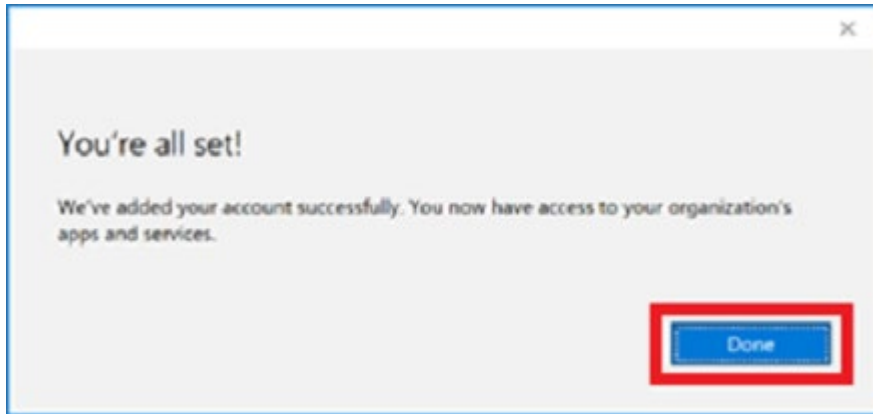 You're all set!
We've added your account successfully. You now have access to your organization's
apps and services.
Done